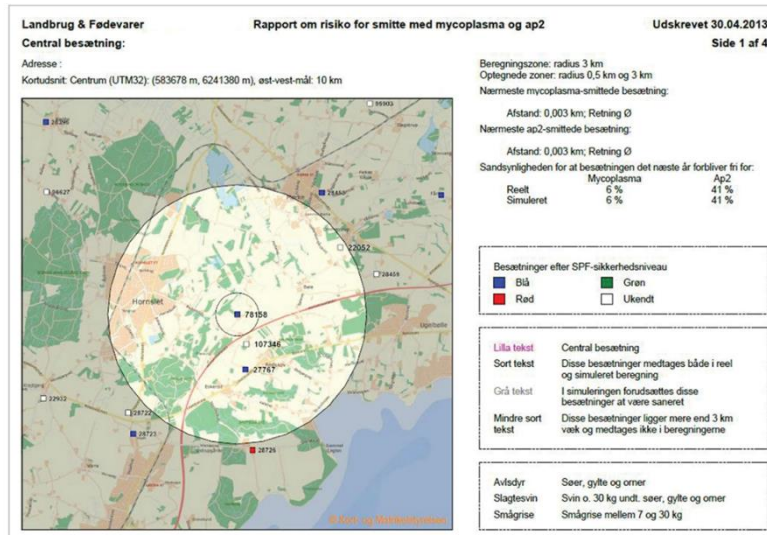 Landbrug & Fødevarer
Rapport om risiko for smitte med mycoplasma og ap2
Udskrevet 30.04.2013
Central besætning:
Side 1 af 4
Adresse :
Kortudsnit: Centrum (UTM32): (583678 m, 6241380 m), øst-vest-mål: 10 km
Beregningszone: radius 3 km
Optegnede zoner: radius 0,5 km og 3 km
Nærmeste mycoplasma-smittede besætning:
Afstand: 0,003 km; Retning Ø
Nærmeste ap2-smittede besætning:
Afstand: 0,003 km; Retning Ø
Sandsynligheden for at besætningen det næste år forbliver fri for:
Mycoplasma Ap2
Reelt 6 % 41 %
Simuleret 6 % 41 %
22052
28459
Hornslet
78158
107346
27767
22932
28722
28723
28726
Besætninger efter SPF-sikkerhedsniveau
Blå Grøn
Rød Ukendt
Lilla tekst Central besætning
Sort tekst Disse besætninger medtages både i reel
og simuleret beregning
Grå tekst I simuleringen forudsættes disse
besætninger at være saneret
Mindre sort Disse besætninger ligger mere end 3 km
tekst væk og medtages ikke i beregningerne
Avlsdyr Søer, gylte og orner
Slagtesvin Svin o. 30 kg undt. søer, gylte og orner
Smågrise Smågrise mellem 7 og 30 kg